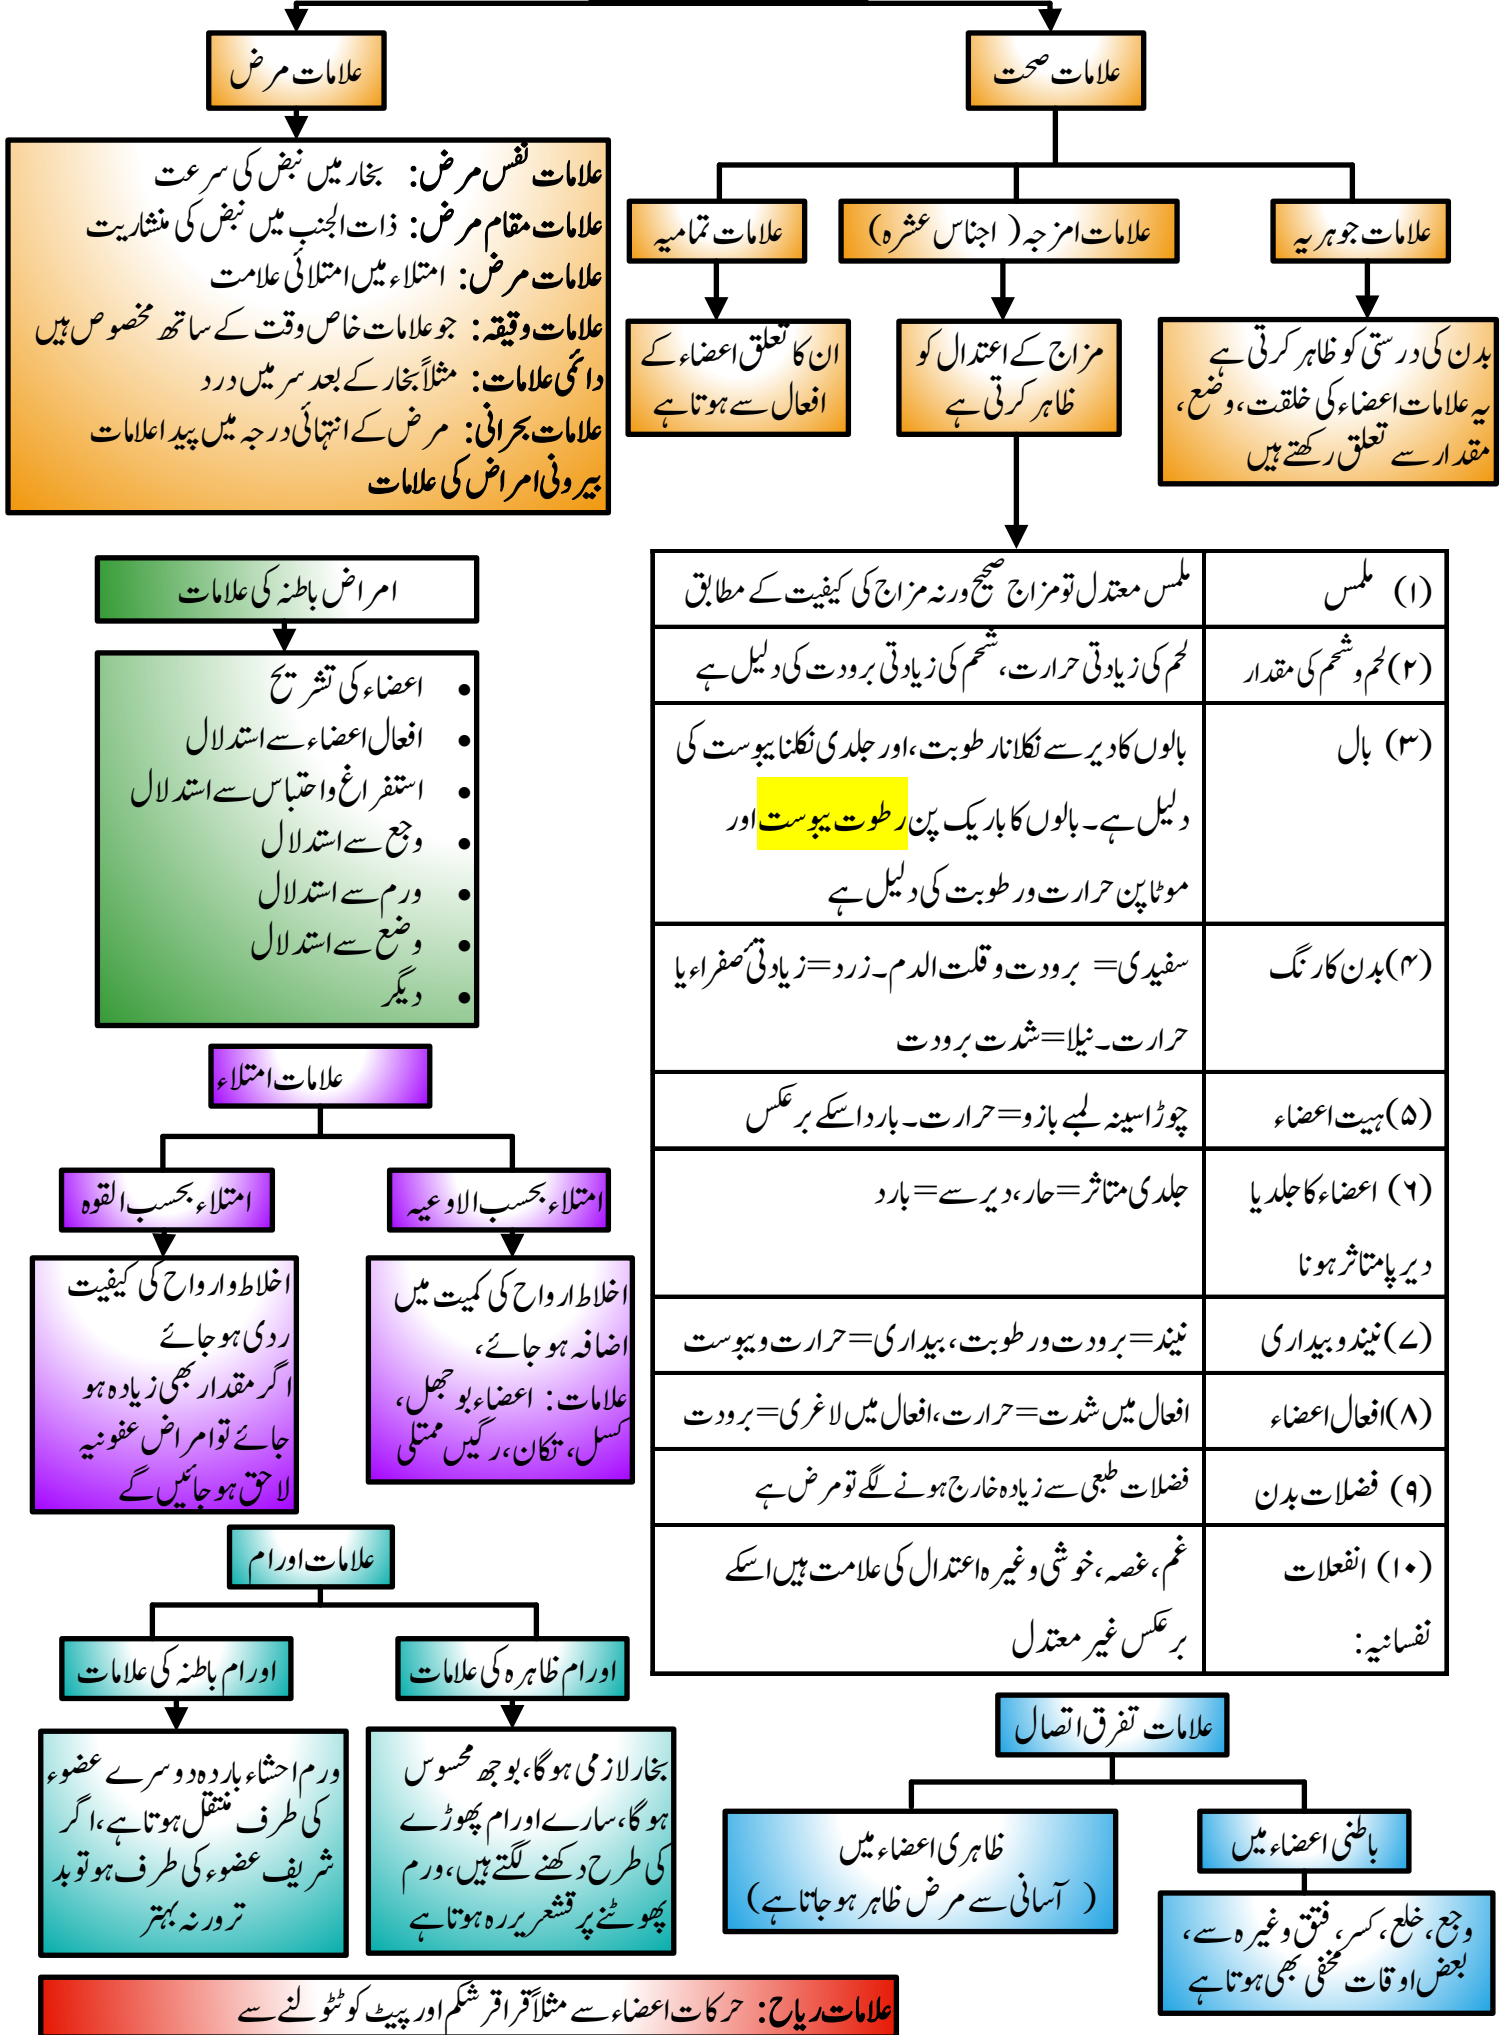 علامات صحت
علامات مرض
علامات جوہریہ
علامات امزجہ ( اجناس عشرہ)
علامات تمامیہ
بدن کی درستی کو ظاہر کرتی ہے
یہ علامات اعضاء کی خلقت، وضع،
مقدار سے تعلق رکھتے ہیں
مزاج کے اعتدال کو
ظاہر کرتی ہے
ان کا تعلق اعضاء کے
افعال سے ہوتا ہے
علامات نفس مرض: بخار میں نبض کی سرعت
علامات مقام مرض: ذات الجنب میں نبض کی منشاریت
علامات مرض: امتلاء میں امتلائی علامت
علامات وقیقہ: جو علامات خاص وقت کے ساتھ مخصوص ہیں
دائمی علامات: مثلاً بخار کے بعد سر میں درد
علامات بحرانی: مرض کے انتہائی درجہ میں پیدا علامات
بیرونی امراض کی علامات
(۱) ملمس
ملمس معتدل تو مزاج صحیح ورنہ مزاج کی کیفیت کے مطابق
(۲) لحم و شحم کی مقدار
لحم کی زیادتی حرارت، شحم کی زیادتی برودت کی دلیل ہے
(۳) بال
بالوں کا دیر سے نکلانا رطوبت، اور جلدی نکلنا یبوست کی
دلیل ہے۔ بالوں کا باریک پن رطوت یبوست اور
موٹا پن حرارت و رطوبت کی دلیل ہے
(۴) بدن کا رنگ
سفیدی= برودت و قلت الدم۔ زرد=زیادتئ صفراء یا
حرارت۔ نیلا=شدت برودت
(۵) ہیت اعضاء
چوڑا سینہ لمبے بازو=حرارت۔ بارد اسکے برعکس
(۶) اعضاء کا جلد یا
دیر پا متاثر ہونا
جلدی متاثر=حار، دیر سے=بارد
(۷) نیند و بیداری
نیند=برودت و رطوبت، بیداری=حرارت و یبوست
(۸) افعال اعضاء
افعال میں شدت=حرارت، افعال میں لاغری=برودت
(۹) فضلات بدن
فضلات طبعی سے زیادہ خارج ہونے لگے تو مرض ہے
(۱۰) انفعلات
نفسانیہ:
غم، غصہ، خوشی وغیرہ اعتدال کی علامت ہیں اسکے
برعکس غیر معتدل
امراض باطنہ کی علامات
• اعضاء کی تشریح
• افعال اعضاء سے استدلال
• استفراغ و احتباس سے استدلال
• وجع سے استدلال
• ورم سے استدلال
• وضع سے استدلال
• دیگر
علامات امتلاء
امتلاء بحسب الاوعیہ
امتلاء بحسب القوہ
اخلاط ارواح کی کمیت میں
اضافہ ہو جائے،
علامات: اعضاء بوجھل،
کسل، تکان، رگیں ممتلی
اخلاط و ارواح کی کیفیت
ردی ہو جائے
اگر مقدار بھی زیادہ ہو
جائے تو امراض عفونیہ
لاحق ہو جائیں گے
علامات اورام
اورام ظاہرہ کی علامات
اورام باطنہ کی علامات
بخار لازمی ہوگا، بوجھ محسوس
ہوگا، سارے اورام پھوڑے
کی طرح دکھنے لگتے ہیں، ورم
پھوٹنے پر قشعریرہ ہوتا ہے
ورم احشاء باردہ دوسرے عضوء
کی طرف منتقل ہوتا ہے، اگر
شریف عضوء کی طرف ہو تو بد
تر ورنہ بہتر
علامات تفرق اتصال
باطنی اعضاء میں
ظاہری اعضاء میں
( آسانی سے مرض ظاہر ہو جاتا ہے)
وجع، خلع، کسر، فتق وغیرہ سے،
بعض اوقات مخفی بھی ہوتا ہے
علامات ریاح: حرکات اعضاء سے مثلاً قراقر شکم اور پیٹ کو ٹٹولنے سے